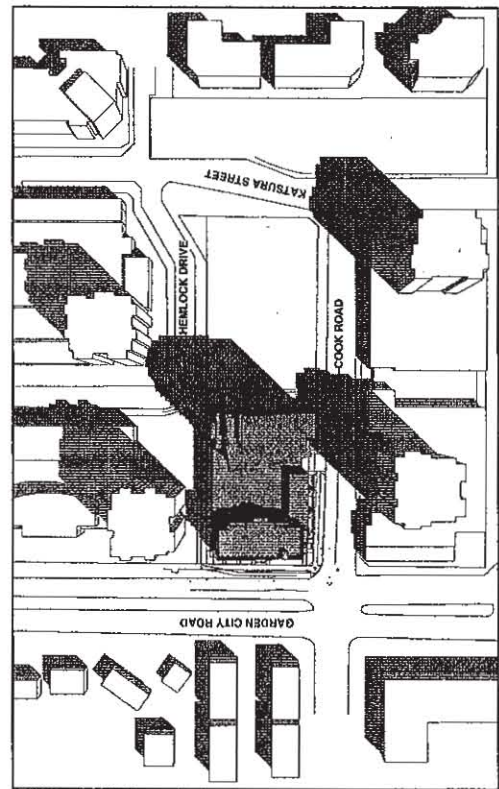 KATSURA STREET
HEMLOCK DRIVE
COOK ROAD
GARDEN CITY ROAD